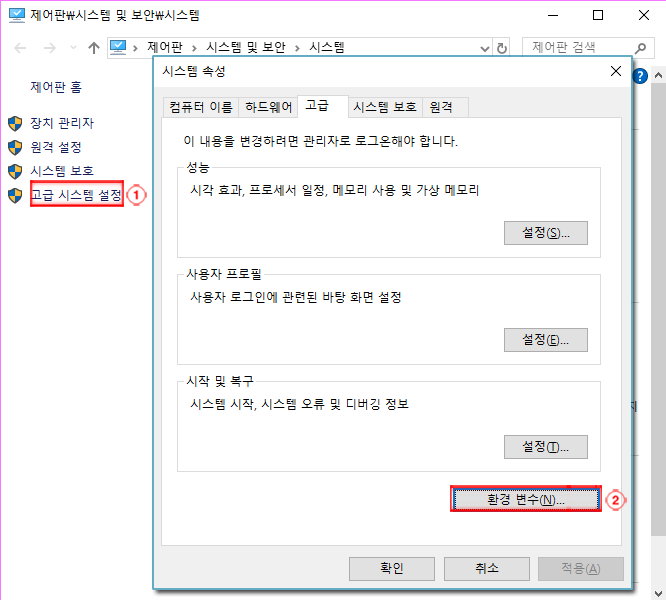 제어판\시스템 및 보안\시스템
제어판 > 시스템 및 보안 > 시스템
제어판 검색
제어판 홈
장치 관리자
원격 설정
시스템 보호
고급 시스템 설정 1
시스템 속성
컴퓨터 이름 하드웨어 고급 시스템 보호 원격
이 내용을 변경하려면 관리자로 로그온해야 합니다.
성능
시각 효과, 프로세서 일정, 메모리 사용 및 가상 메모리
설정(S)...
사용자 프로필
사용자 로그인에 관련된 바탕 화면 설정
설정(E)...
시작 및 복구
시스템 시작, 시스템 오류 및 디버깅 정보
설정(T)...
환경 변수(N)... 2
확인 취소 적용(A)
?